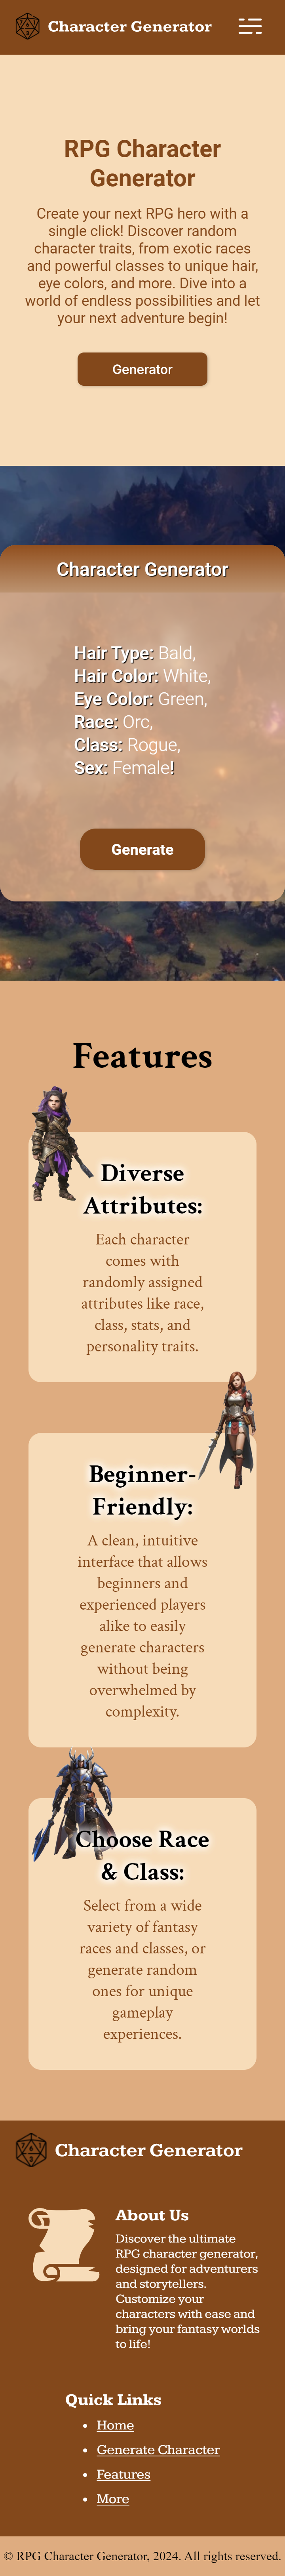 Character Generator
RPG Character
Generator
Create your next RPG hero with a
single click! Discover random
character traits, from exotic races
and powerful classes to unique hair,
eye colors, and more. Dive into a
world of endless possibilities and let
your next adventure begin!
Generator
Character Generator
Hair Type: Bald,
Hair Color: White,
Eye Color: Green,
Race: Orc,
Class: Rogue,
Sex: Female!
Generate
Features
Diverse
Attributes:
Each character
comes with
randomly assigned
attributes like race,
class, stats, and
personality traits.
Beginner-
Friendly:
A clean, intuitive
interface that allows
beginners and
experienced players
alike to easily
generate characters
without being
overwhelmed by
complexity.
Choose Race
& Class:
Select from a wide
variety of fantasy
races and classes, or
generate random
ones for unique
gameplay
experiences.
Character Generator
About Us
Discover the ultimate
RPG character generator,
designed for adventurers
and storytellers.
Customize your
characters with ease and
bring your fantasy worlds
to life!
Quick Links
• Home
• Generate Character
• Features
• More
© RPG Character Generator, 2024. All rights reserved.